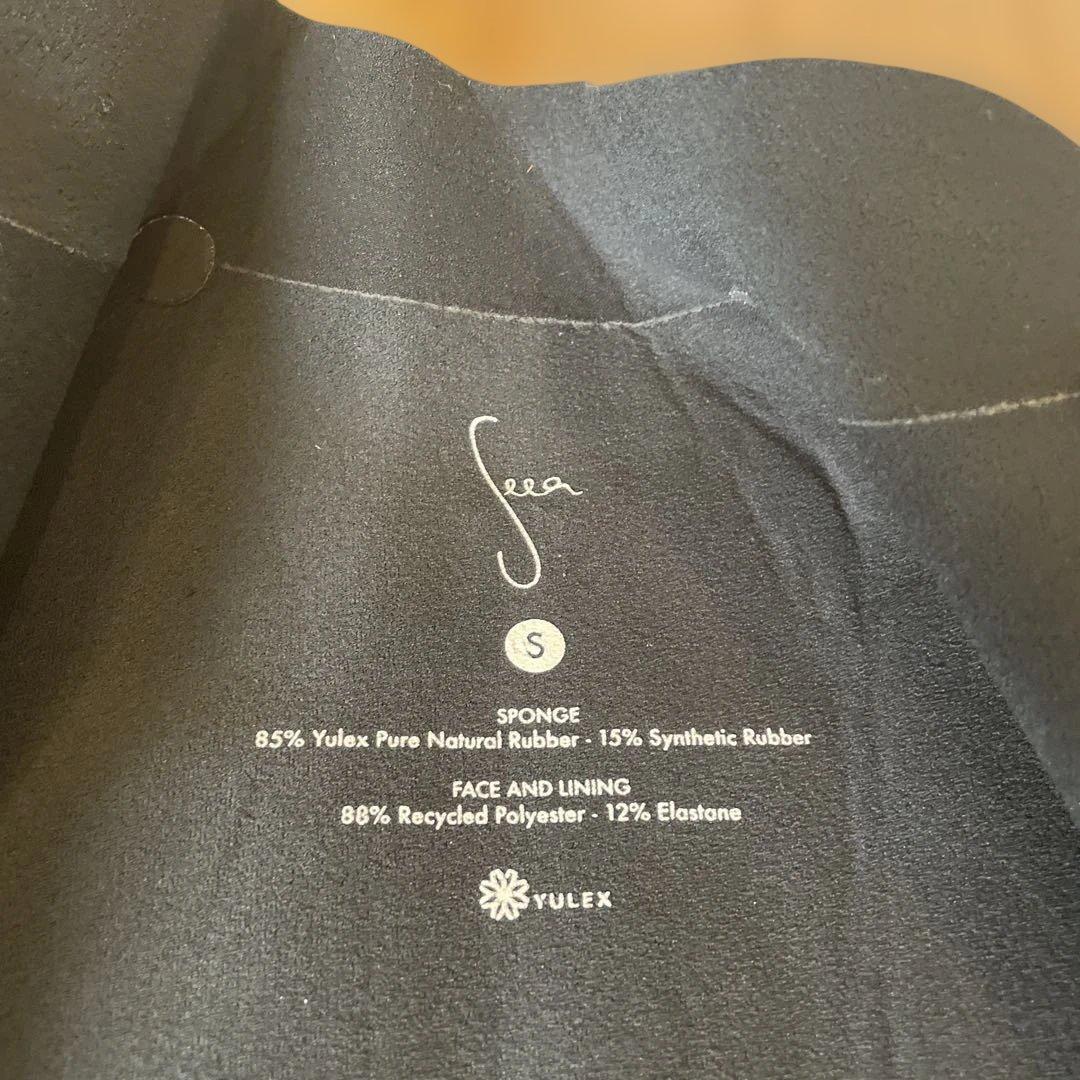 Seea
S
SPONGE
85% Yulex Pure Natural Rubber - 15% Synthetic Rubber
FACE AND LINING
88% Recycled Polyester - 12% Elastane
YULEX